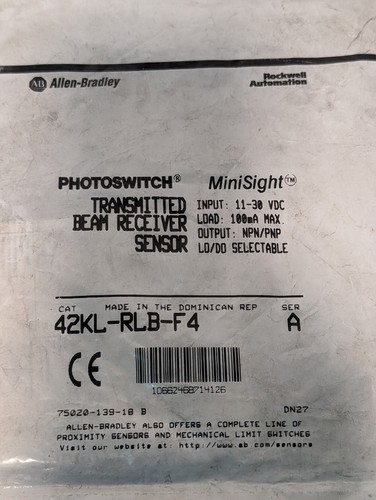 AB Allen-Bradley
Rockwell Automation
PHOTOSWITCH® MiniSight™
TRANSMITTED BEAM RECEIVER SENSOR
INPUT: 11-30 VDC
LOAD: 100mA MAX.
OUTPUT: NPN/PNP
LO/DO SELECTABLE
CAT MADE IN THE DOMINICAN REP SER
42KL-RLB-F4 A
CE
10662468714126
75020-139-18 B DN27
ALLEN-BRADLEY ALSO OFFERS A COMPLETE LINE OF
PROXIMITY SENSORS AND MECHANICAL LIMIT SWITCHES
Visit our website at: http://www.ab.com/sensors